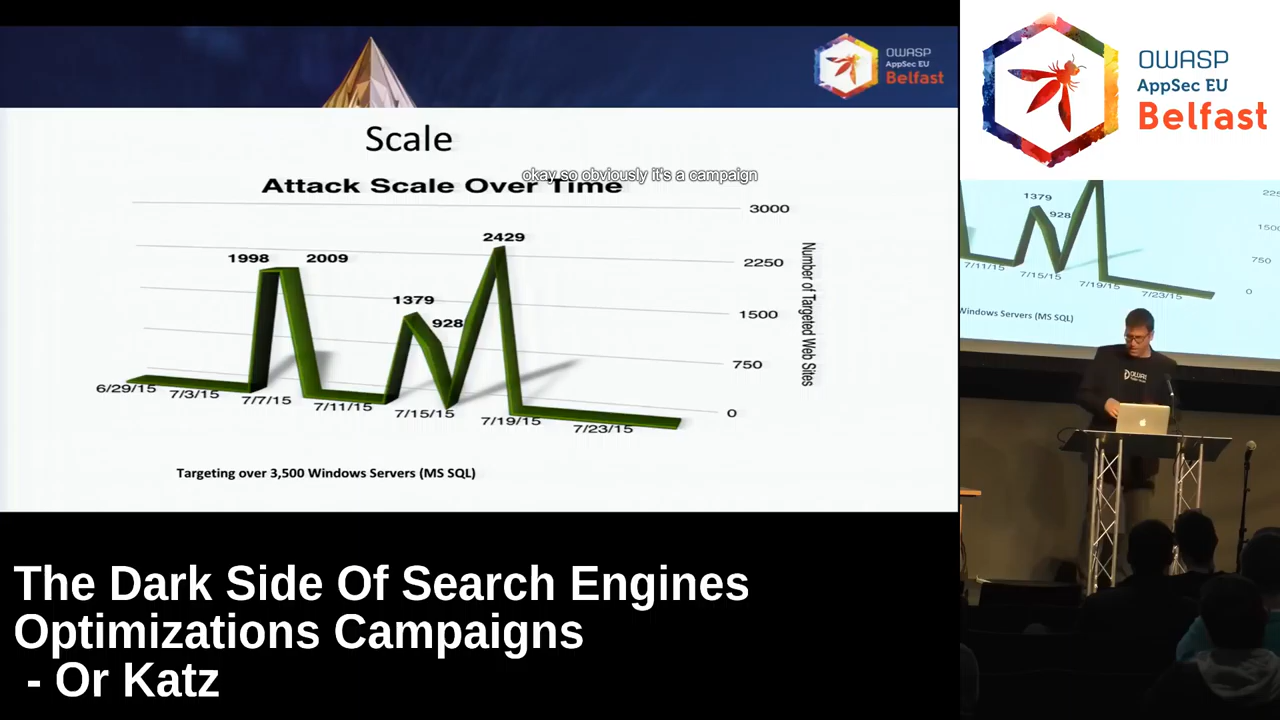 OWASP
AppSec EU
Belfast
Scale
okay so obviously it's a campaign
Attack Scale Over Time
3000
2250
1500
750
0
Number of Targeted Web Sites
1998
2009
1379
928
2429
6/29/15
7/3/15
7/7/15
7/11/15
7/15/15
7/19/15
7/23/15
Targeting over 3,500 Windows Servers (MS SQL)
OWASP
AppSec EU
Belfast
1379
928
7/11/15
7/15/15
7/19/15
7/23/15
1500
750
0
Windows Servers (MS SQL)
The Dark Side Of Search Engines
Optimizations Campaigns
- Or Katz